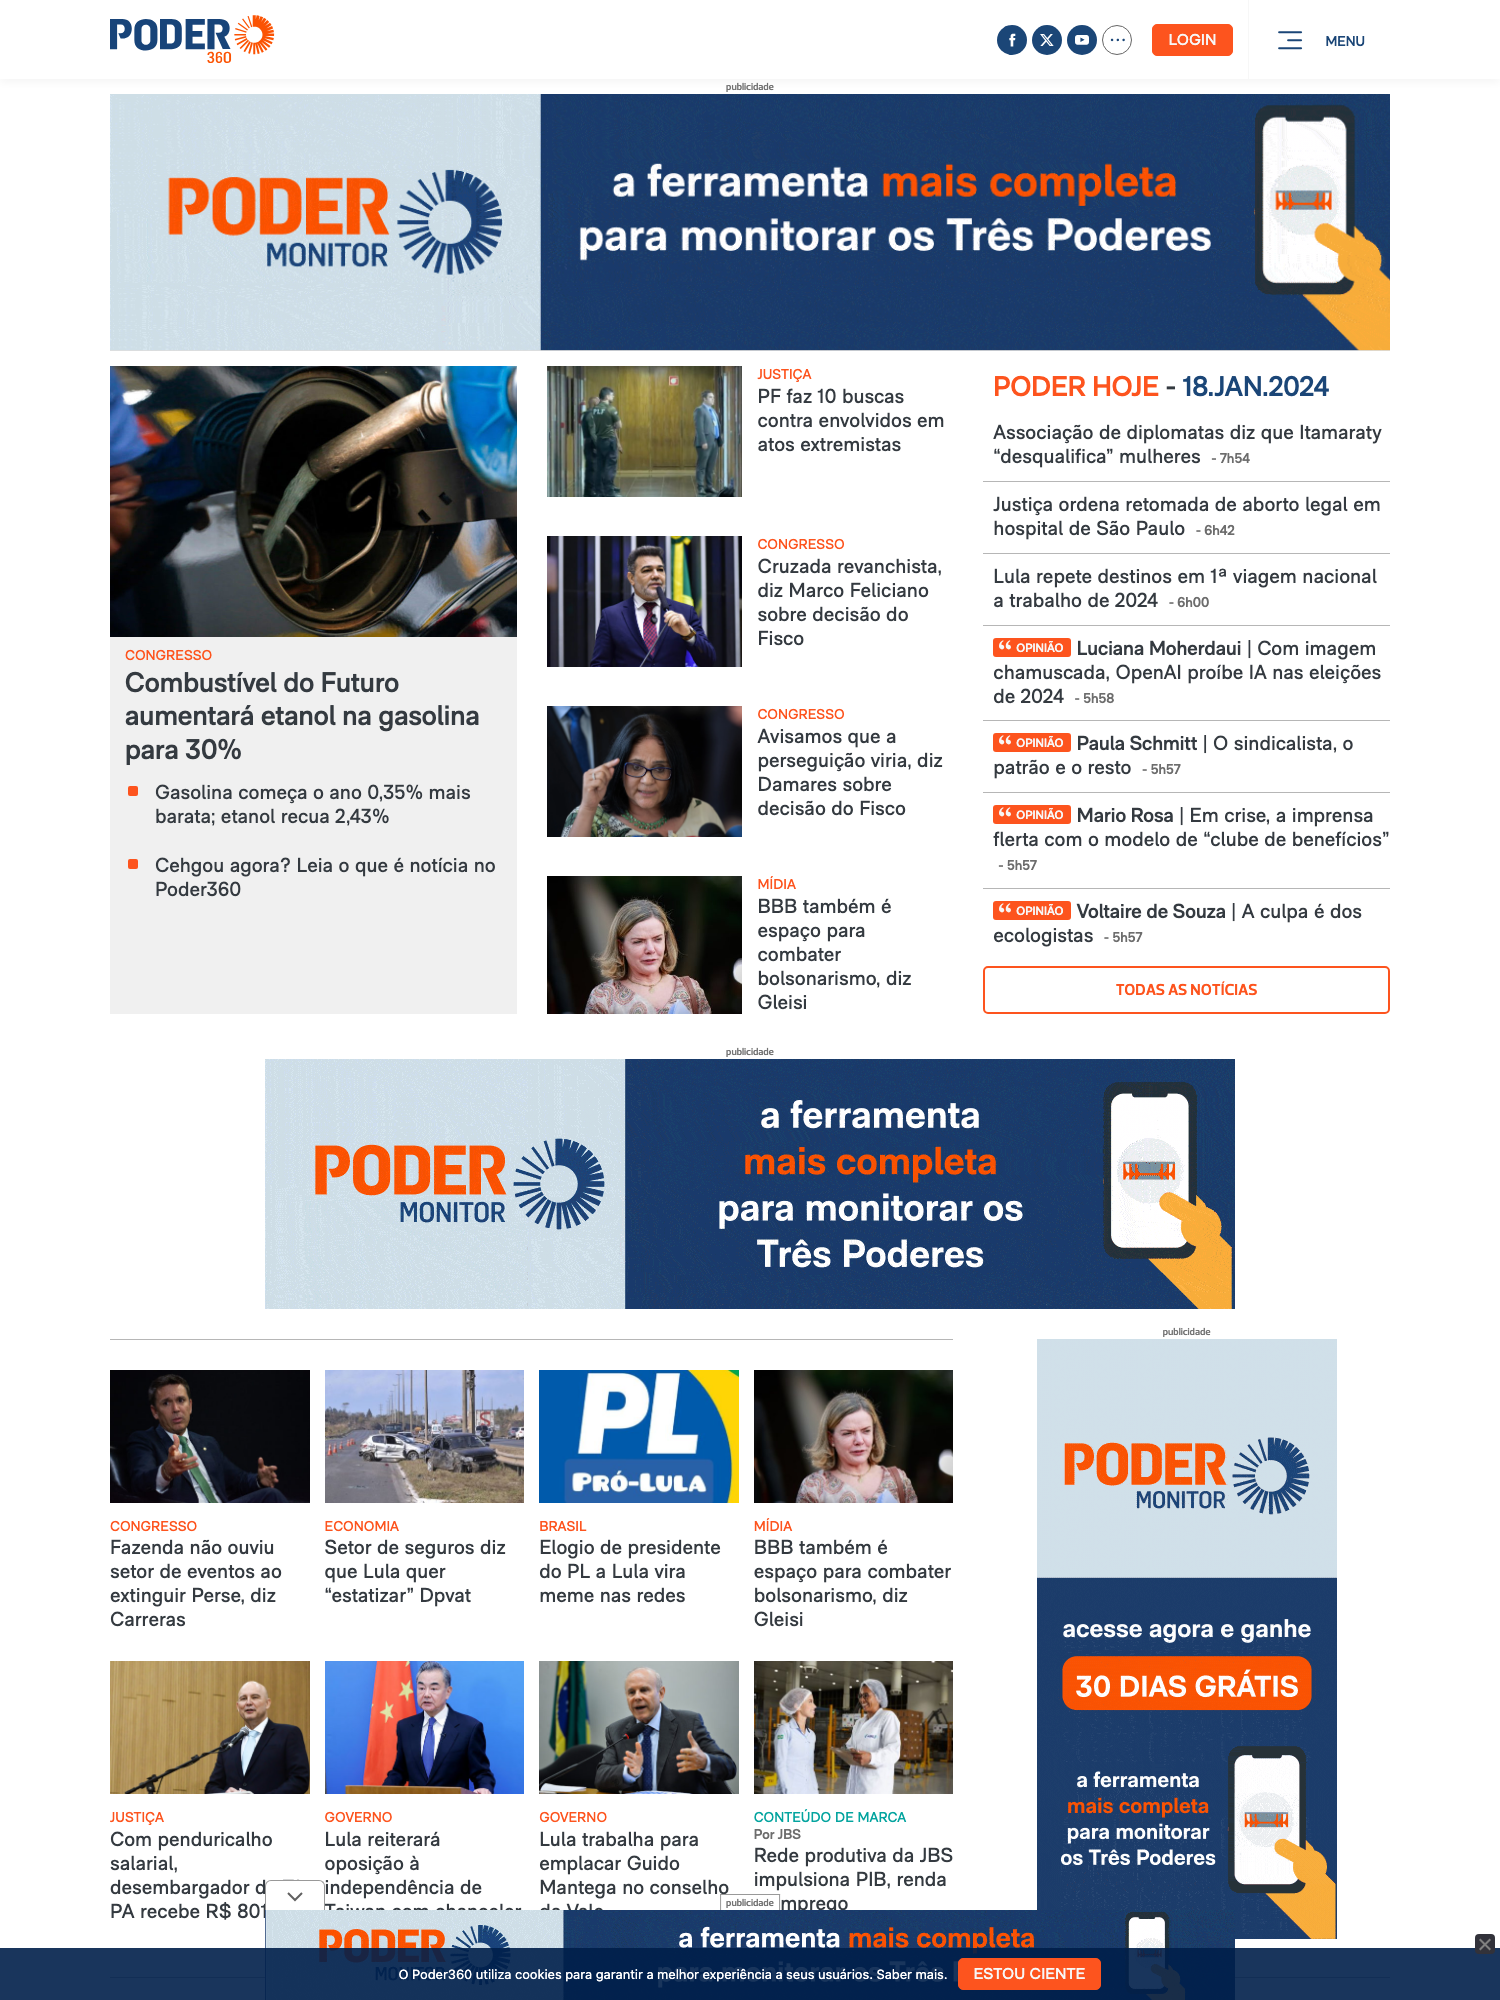 PODER
360
LOGIN
MENU
publicidade
PODER
MONITOR
a ferramenta mais completa
para monitorar os Três Poderes
CONGRESSO
Combustível do Futuro
aumentará etanol na gasolina
para 30%
Gasolina começa o ano 0,35% mais
barata; etanol recua 2,43%
Cehgou agora? Leia o que é notícia no
Poder360
JUSTIÇA
PF faz 10 buscas
contra envolvidos em
atos extremistas
CONGRESSO
Cruzada revanchista,
diz Marco Feliciano
sobre decisão do
Fisco
CONGRESSO
Avisamos que a
perseguição viria, diz
Damares sobre
decisão do Fisco
MÍDIA
BBB também é
espaço para
combater
bolsonarismo, diz
Gleisi
PODER HOJE - 18.JAN.2024
Associação de diplomatas diz que Itamaraty
“desqualifica” mulheres - 7h54
Justiça ordena retomada de aborto legal em
hospital de São Paulo - 6h42
Lula repete destinos em 1ª viagem nacional
a trabalho de 2024 - 6h00
“ OPINIÃO Luciana Moherdaui | Com imagem
chamuscada, OpenAI proíbe IA nas eleições
de 2024 - 5h58
“ OPINIÃO Paula Schmitt | O sindicalista, o
patrão e o resto - 5h57
“ OPINIÃO Mario Rosa | Em crise, a imprensa
flerta com o modelo de “clube de benefícios”
- 5h57
“ OPINIÃO Voltaire de Souza | A culpa é dos
ecologistas - 5h57
TODAS AS NOTÍCIAS
publicidade
PODER
MONITOR
a ferramenta
mais completa
para monitorar os
Três Poderes
PL
PRÓ-LULA
CONGRESSO
Fazenda não ouviu
setor de eventos ao
extinguir Perse, diz
Carreras
ECONOMIA
Setor de seguros diz
que Lula quer
“estatizar” Dpvat
BRASIL
Elogio de presidente
do PL a Lula vira
meme nas redes
MÍDIA
BBB também é
espaço para combater
bolsonarismo, diz
Gleisi
JUSTIÇA
Com penduricalho
salarial,
desembargador
PA recebe R$ 801
GOVERNO
Lula reiterará
oposição à
independência de
Taiwan com chanceler
GOVERNO
Lula trabalha para
emplacar Guido
Mantega no conselho
da Vale
CONTEÚDO DE MARCA
Por JBS
Rede produtiva da JBS
impulsiona PIB, renda
publicidade
PODER
MONITOR
acesse agora e ganhe
30 DIAS GRÁTIS
a ferramenta
mais completa
para monitorar
os Três Poderes
publicidade
PODER
a ferramenta mais completa
O Poder360 utiliza cookies para garantir a melhor experiência a seus usuários. Saber mais.
ESTOU CIENTE